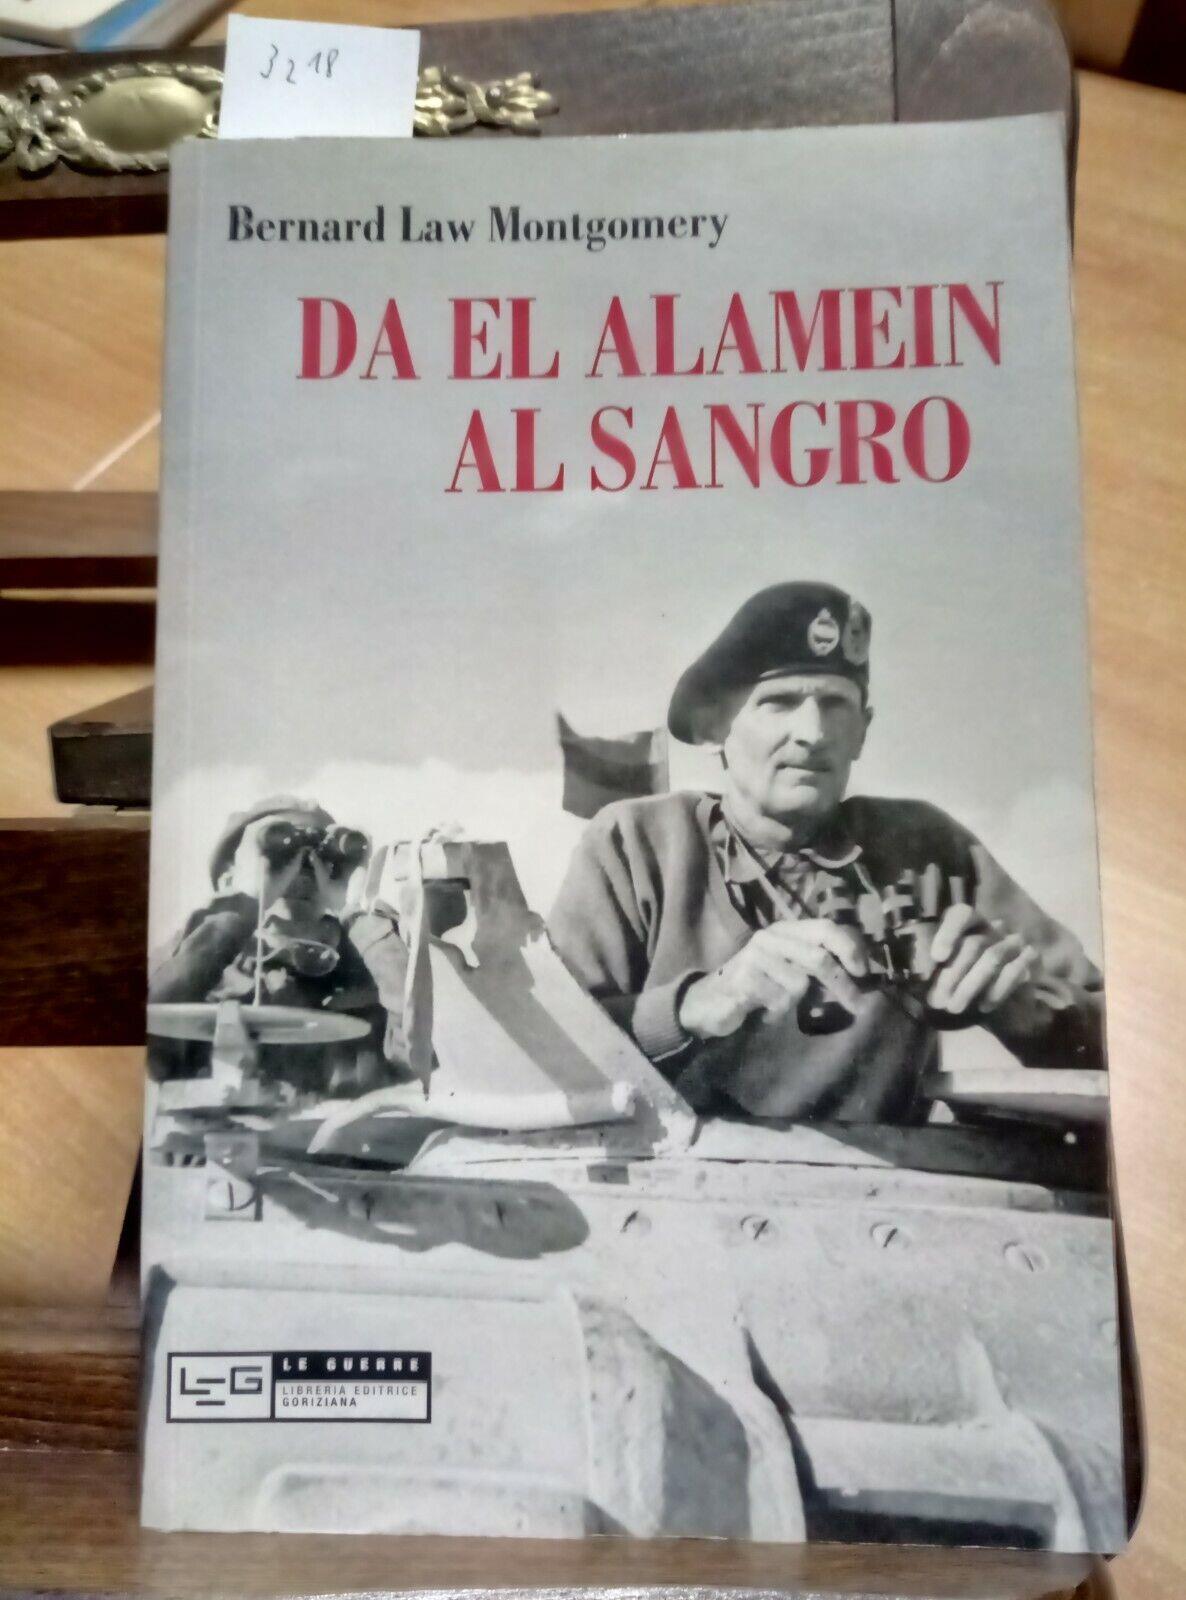 3218
Bernard Law Montgomery
DA EL ALAMEIN
AL SANGRO
LEG
LE GUERRE
LIBRERIA EDITRICE
GORIZIANA